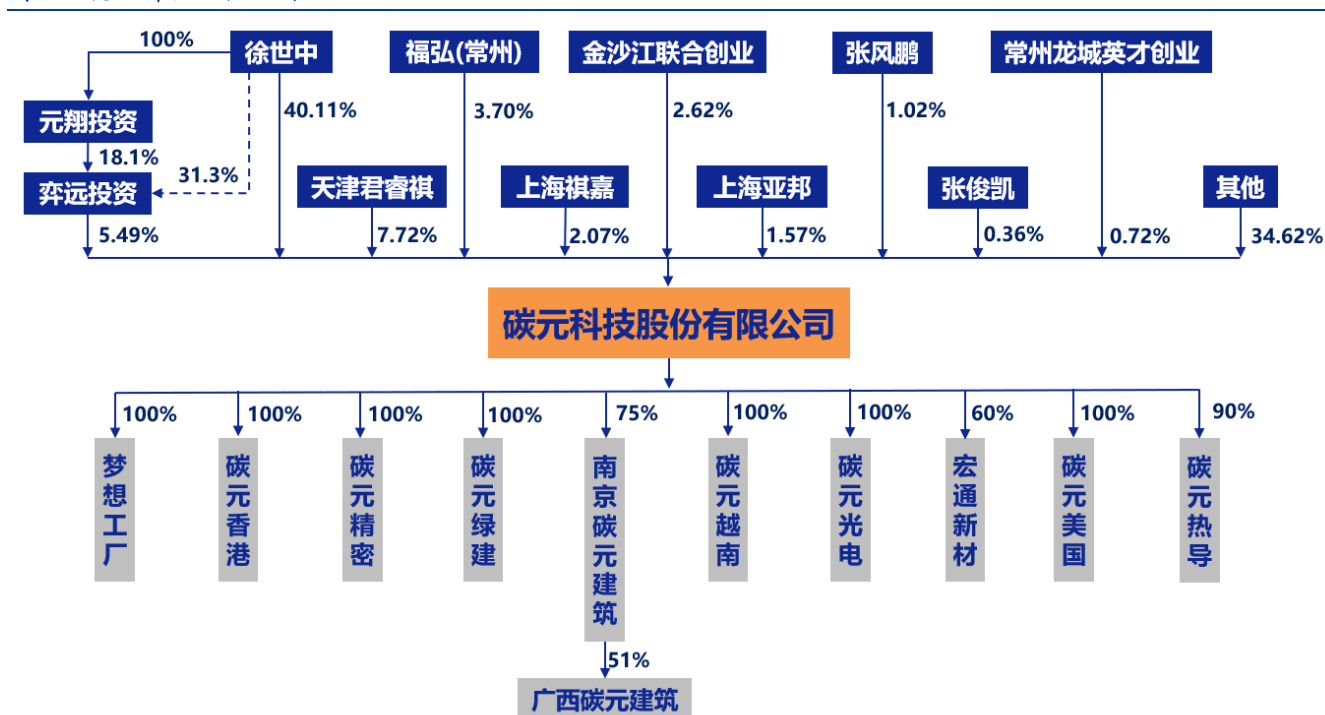 100%
徐世中
福弘(常州)
金沙江联合创业
张风鹏
常州龙城英才创业
元翔投资
40.11%
3.70%
2.62%
1.02%
18.1%
31.3%
弈远投资
天津君睿祺
上海祺嘉
上海亚邦
张俊凯
其他
5.49%
7.72%
2.07%
1.57%
0.36%
0.72%
34.62%
碳元科技股份有限公司
100%
100%
100%
100%
75%
100%
100%
60%
100%
90%
梦想工厂
碳元香港
碳元精密
碳元绿建
南京碳元建筑
碳元越南
碳元光电
宏通新材
碳元美国
碳元热导
51%
广西碳元建筑